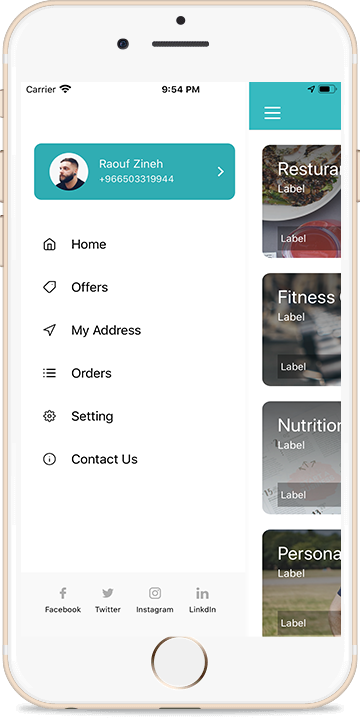 Carrier
9:54 PM
Raouf Zineh
+966503319944
Home
Offers
My Address
Orders
Setting
Contact Us
Facebook
Twitter
Instagram
LinkdIn
Restura
Label
Label
Fitness
Label
Label
Nutrition
Label
Label
Persona
Label
Label